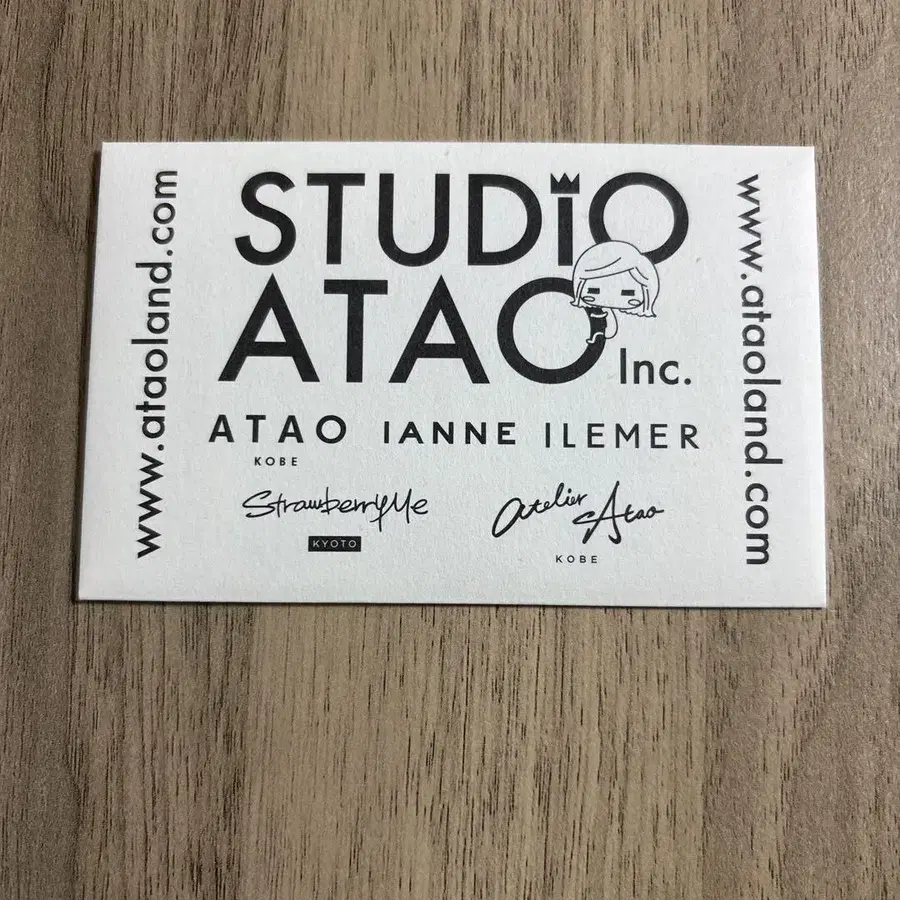 www.ataoland.com
STUDiO
ATAO Inc.
ATAO IANNE ILEMER
KOBE
StrawberryMe
KYOTO
atelier Atao
KOBE
www.ataoland.com